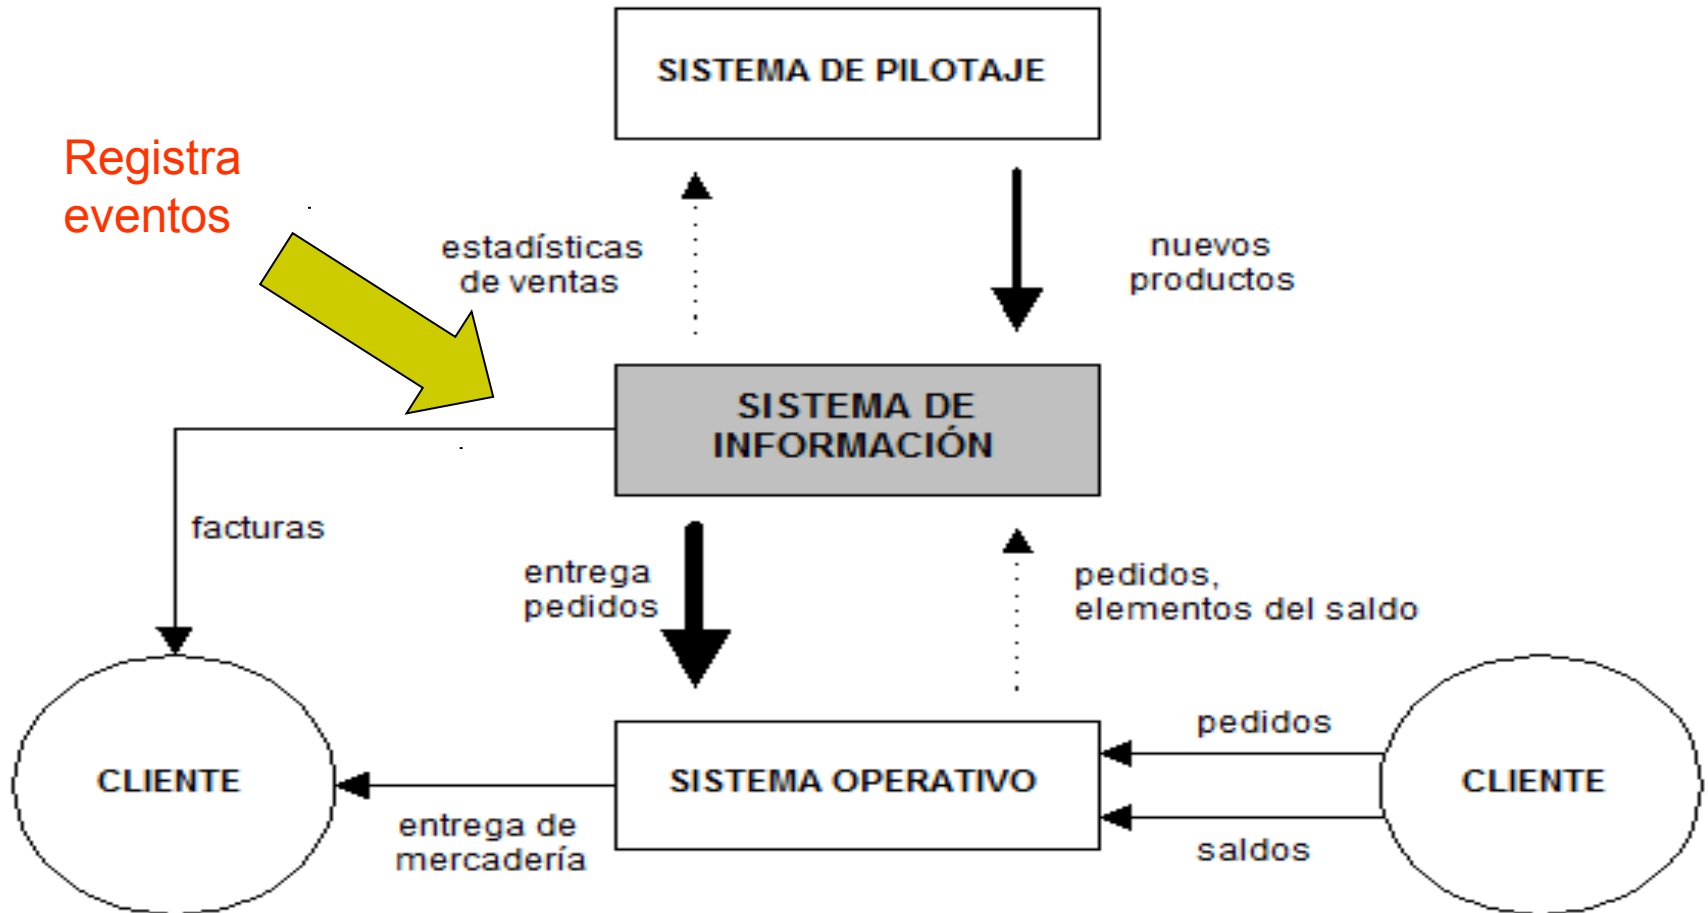 SISTEMA DE PILOTAJE
Registra
eventos
estadísticas
de ventas
nuevos
productos
SISTEMA DE
INFORMACIÓN
facturas
entrega
pedidos
pedidos,
elementos del saldo
CLIENTE
entrega de
mercadería
SISTEMA OPERATIVO
pedidos
saldos
CLIENTE